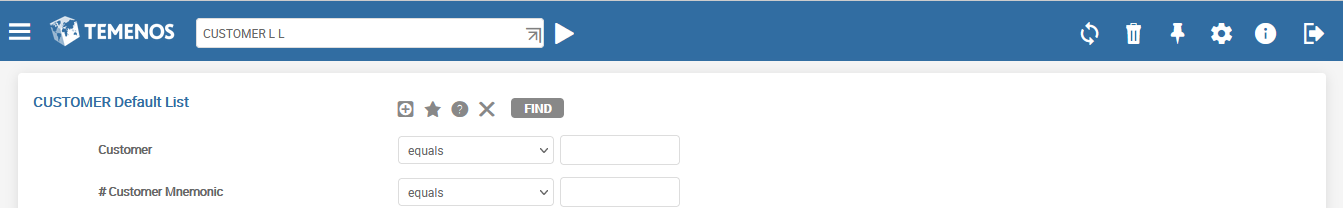 TEMENOS
CUSTOMER L L
CUSTOMER Default List
FIND
Customer
equals
# Customer Mnemonic
equals